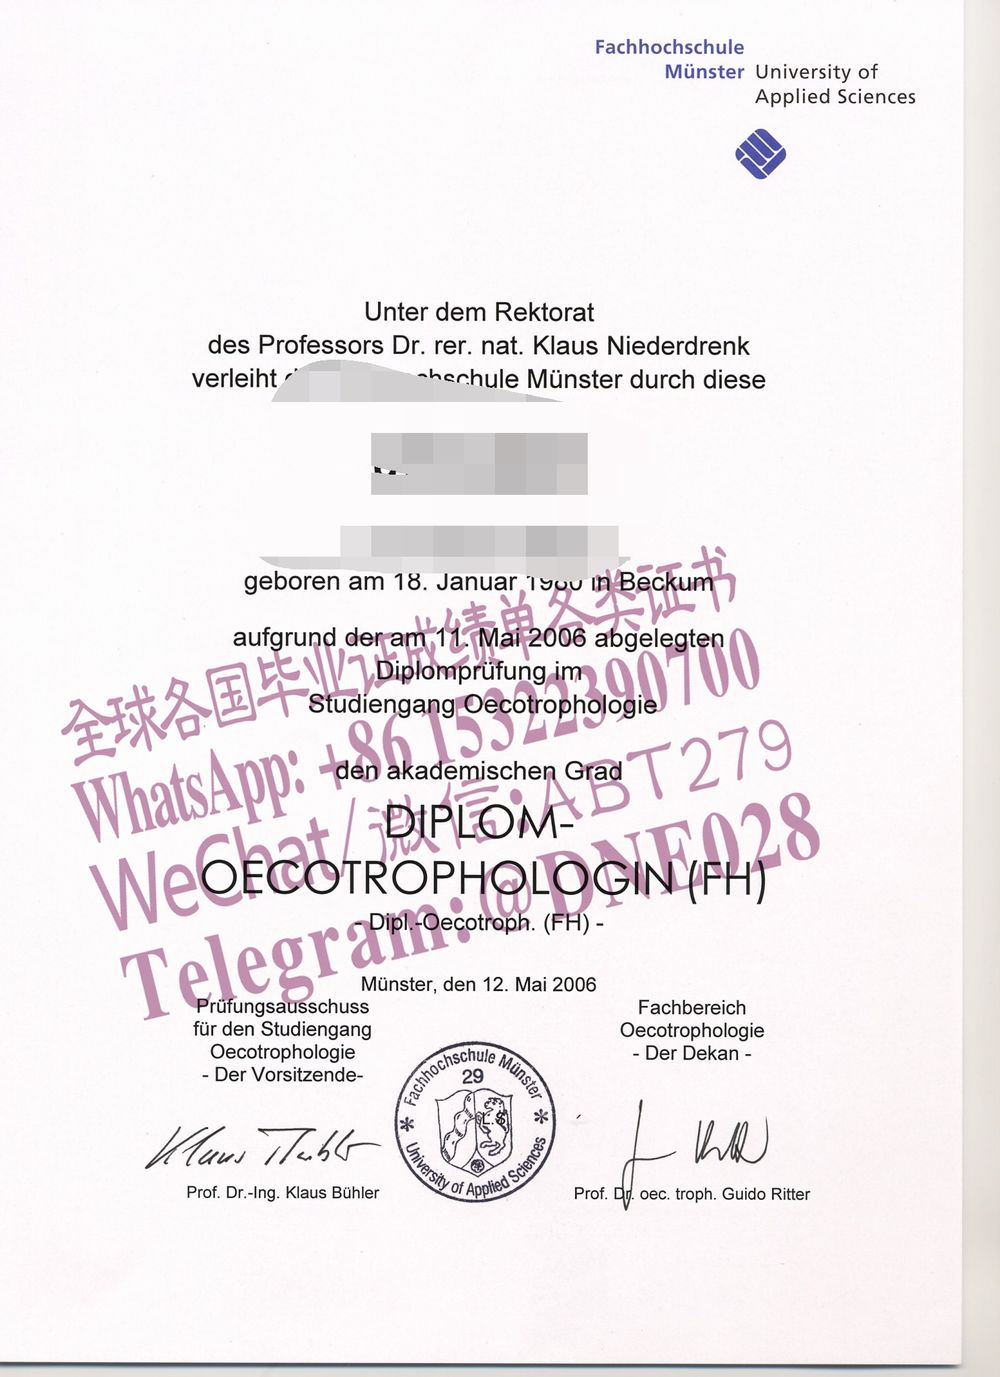 Fachhochschule
Münster University of
Applied Sciences
Unter dem Rektorat
des Professors Dr. rer. nat. Klaus Niederdrenk
verleiht hschule Münster durch diese
geboren am 18. Januar 1980 in Beckum
aufgrund der am 11. Mai 2006 abgelegten
Diplomprüfung im
Studiengang Oecotrophologie
den akademischen Grad
DIPLOM-
OECOTROPHOLOGIN (FH)
- Dipl.-Oecotroph. (FH) -
全球各国毕业证成绩单各类证书
WhatsApp: +86 15322390700
WeChat/微信:ABT279
Telegram: @DNE028
Münster, den 12. Mai 2006
Prüfungsausschuss
für den Studiengang
Oecotrophologie
- Der Vorsitzende-
Fachbereich
Oecotrophologie
- Der Dekan -
Fachhochschule Münster
29
University of Applied Sciences
Prof. Dr.-Ing. Klaus Bühler
Prof. Dr. oec. troph. Guido Ritter